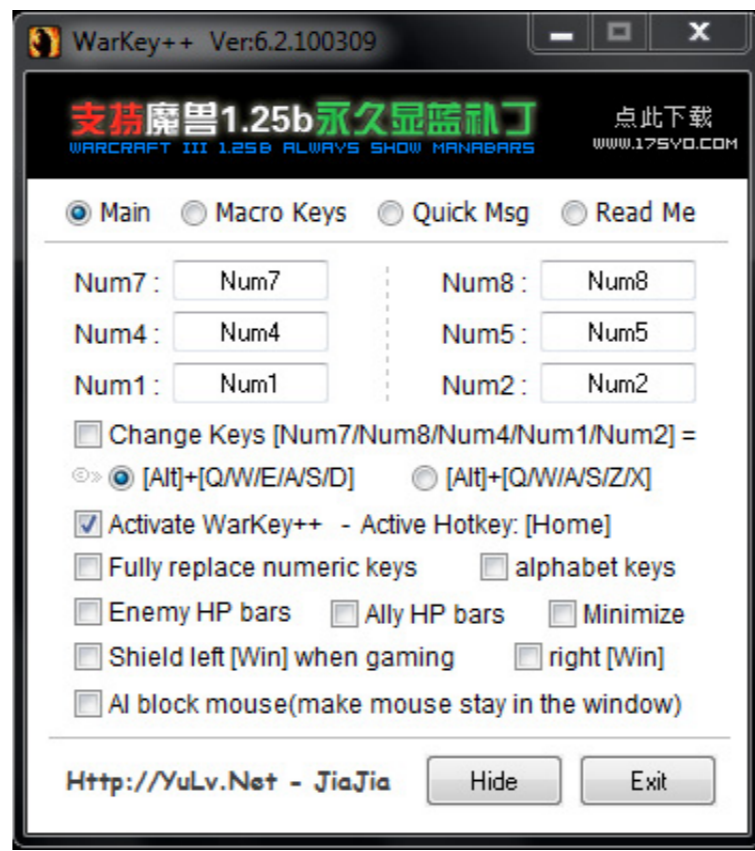 WarKey++ Ver:6.2.100309
支持魔兽1.25b永久显蓝补丁 点此下载
WARCRAFT III 1.25B ALWAYS SHOW MANABARS WWW.175YD.COM
Main Macro Keys Quick Msg Read Me
Num7 : Num7 Num8 : Num8
Num4 : Num4 Num5 : Num5
Num1 : Num1 Num2 : Num2
Change Keys [Num7/Num8/Num4/Num1/Num2] =
[Alt]+[Q/W/E/A/S/D] [Alt]+[Q/W/A/S/Z/X]
Activate WarKey++ - Active Hotkey: [Home]
Fully replace numeric keys alphabet keys
Enemy HP bars Ally HP bars Minimize
Shield left [Win] when gaming right [Win]
AI block mouse(make mouse stay in the window)
Http://YuLv.Net - JiaJia Hide Exit